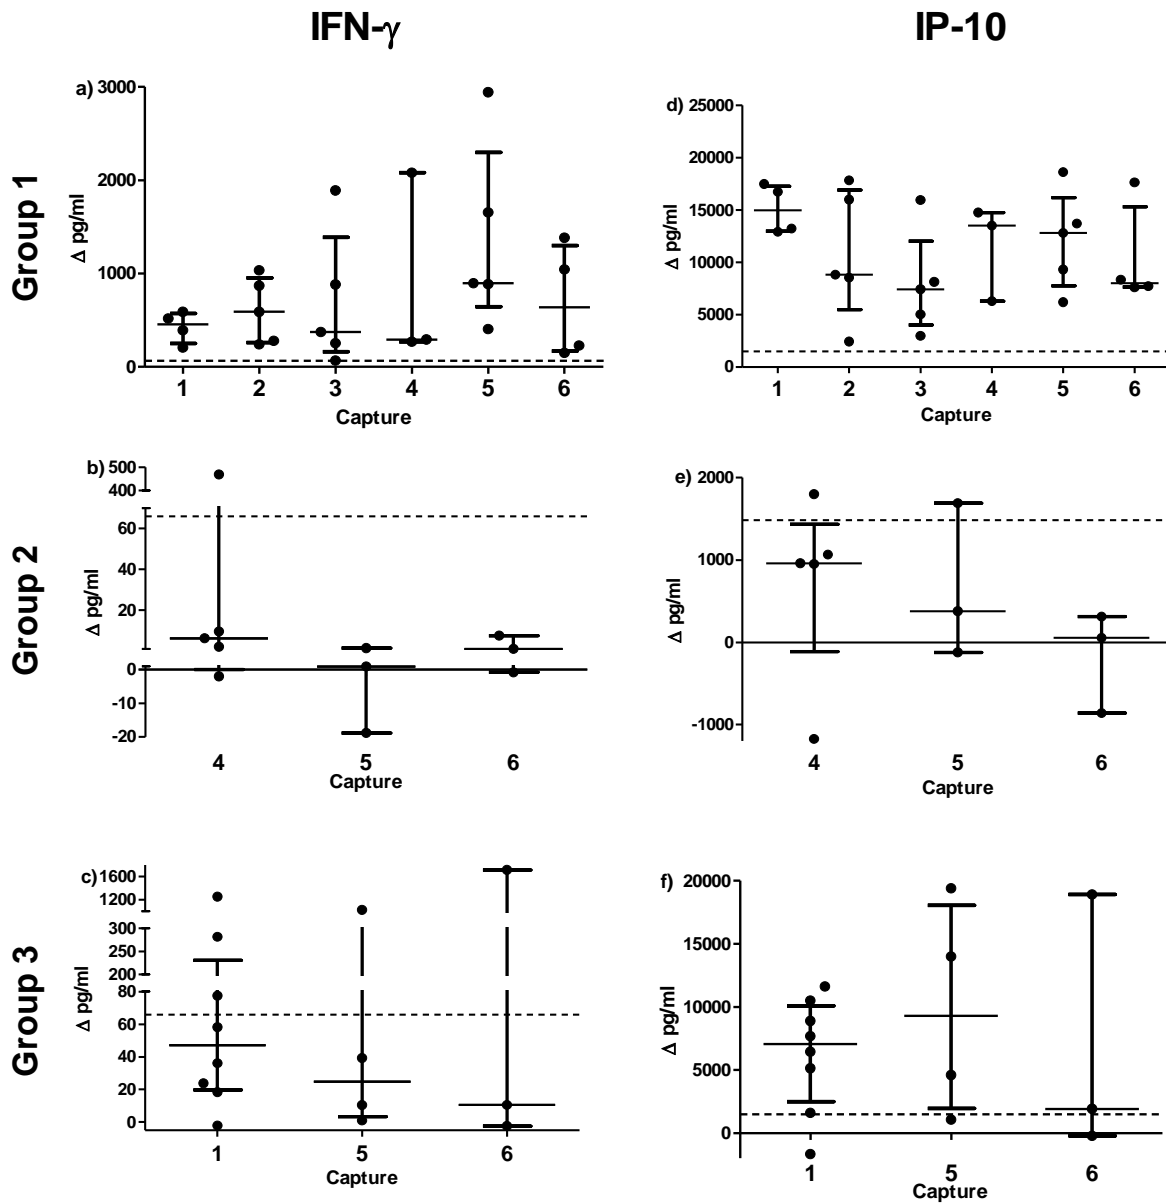 IFN-γ
IP-10
Group 1
a)
3000
2000
1000
0
Δ pg/ml
1 2 3 4 5 6
Capture
d)
25000
20000
15000
10000
5000
0
Δ pg/ml
1 2 3 4 5 6
Capture
Group 2
b)
500
400
60
40
20
0
-10
-20
Δ pg/ml
4 5 6
Capture
e)
2000
1000
0
-1000
Δ pg/ml
4 5 6
Capture
Group 3
c)
1600
1200
300
250
200
80
60
40
20
0
Δ pg/ml
1 5 6
Capture
f)
20000
15000
10000
5000
0
Δ pg/ml
1 5 6
Capture